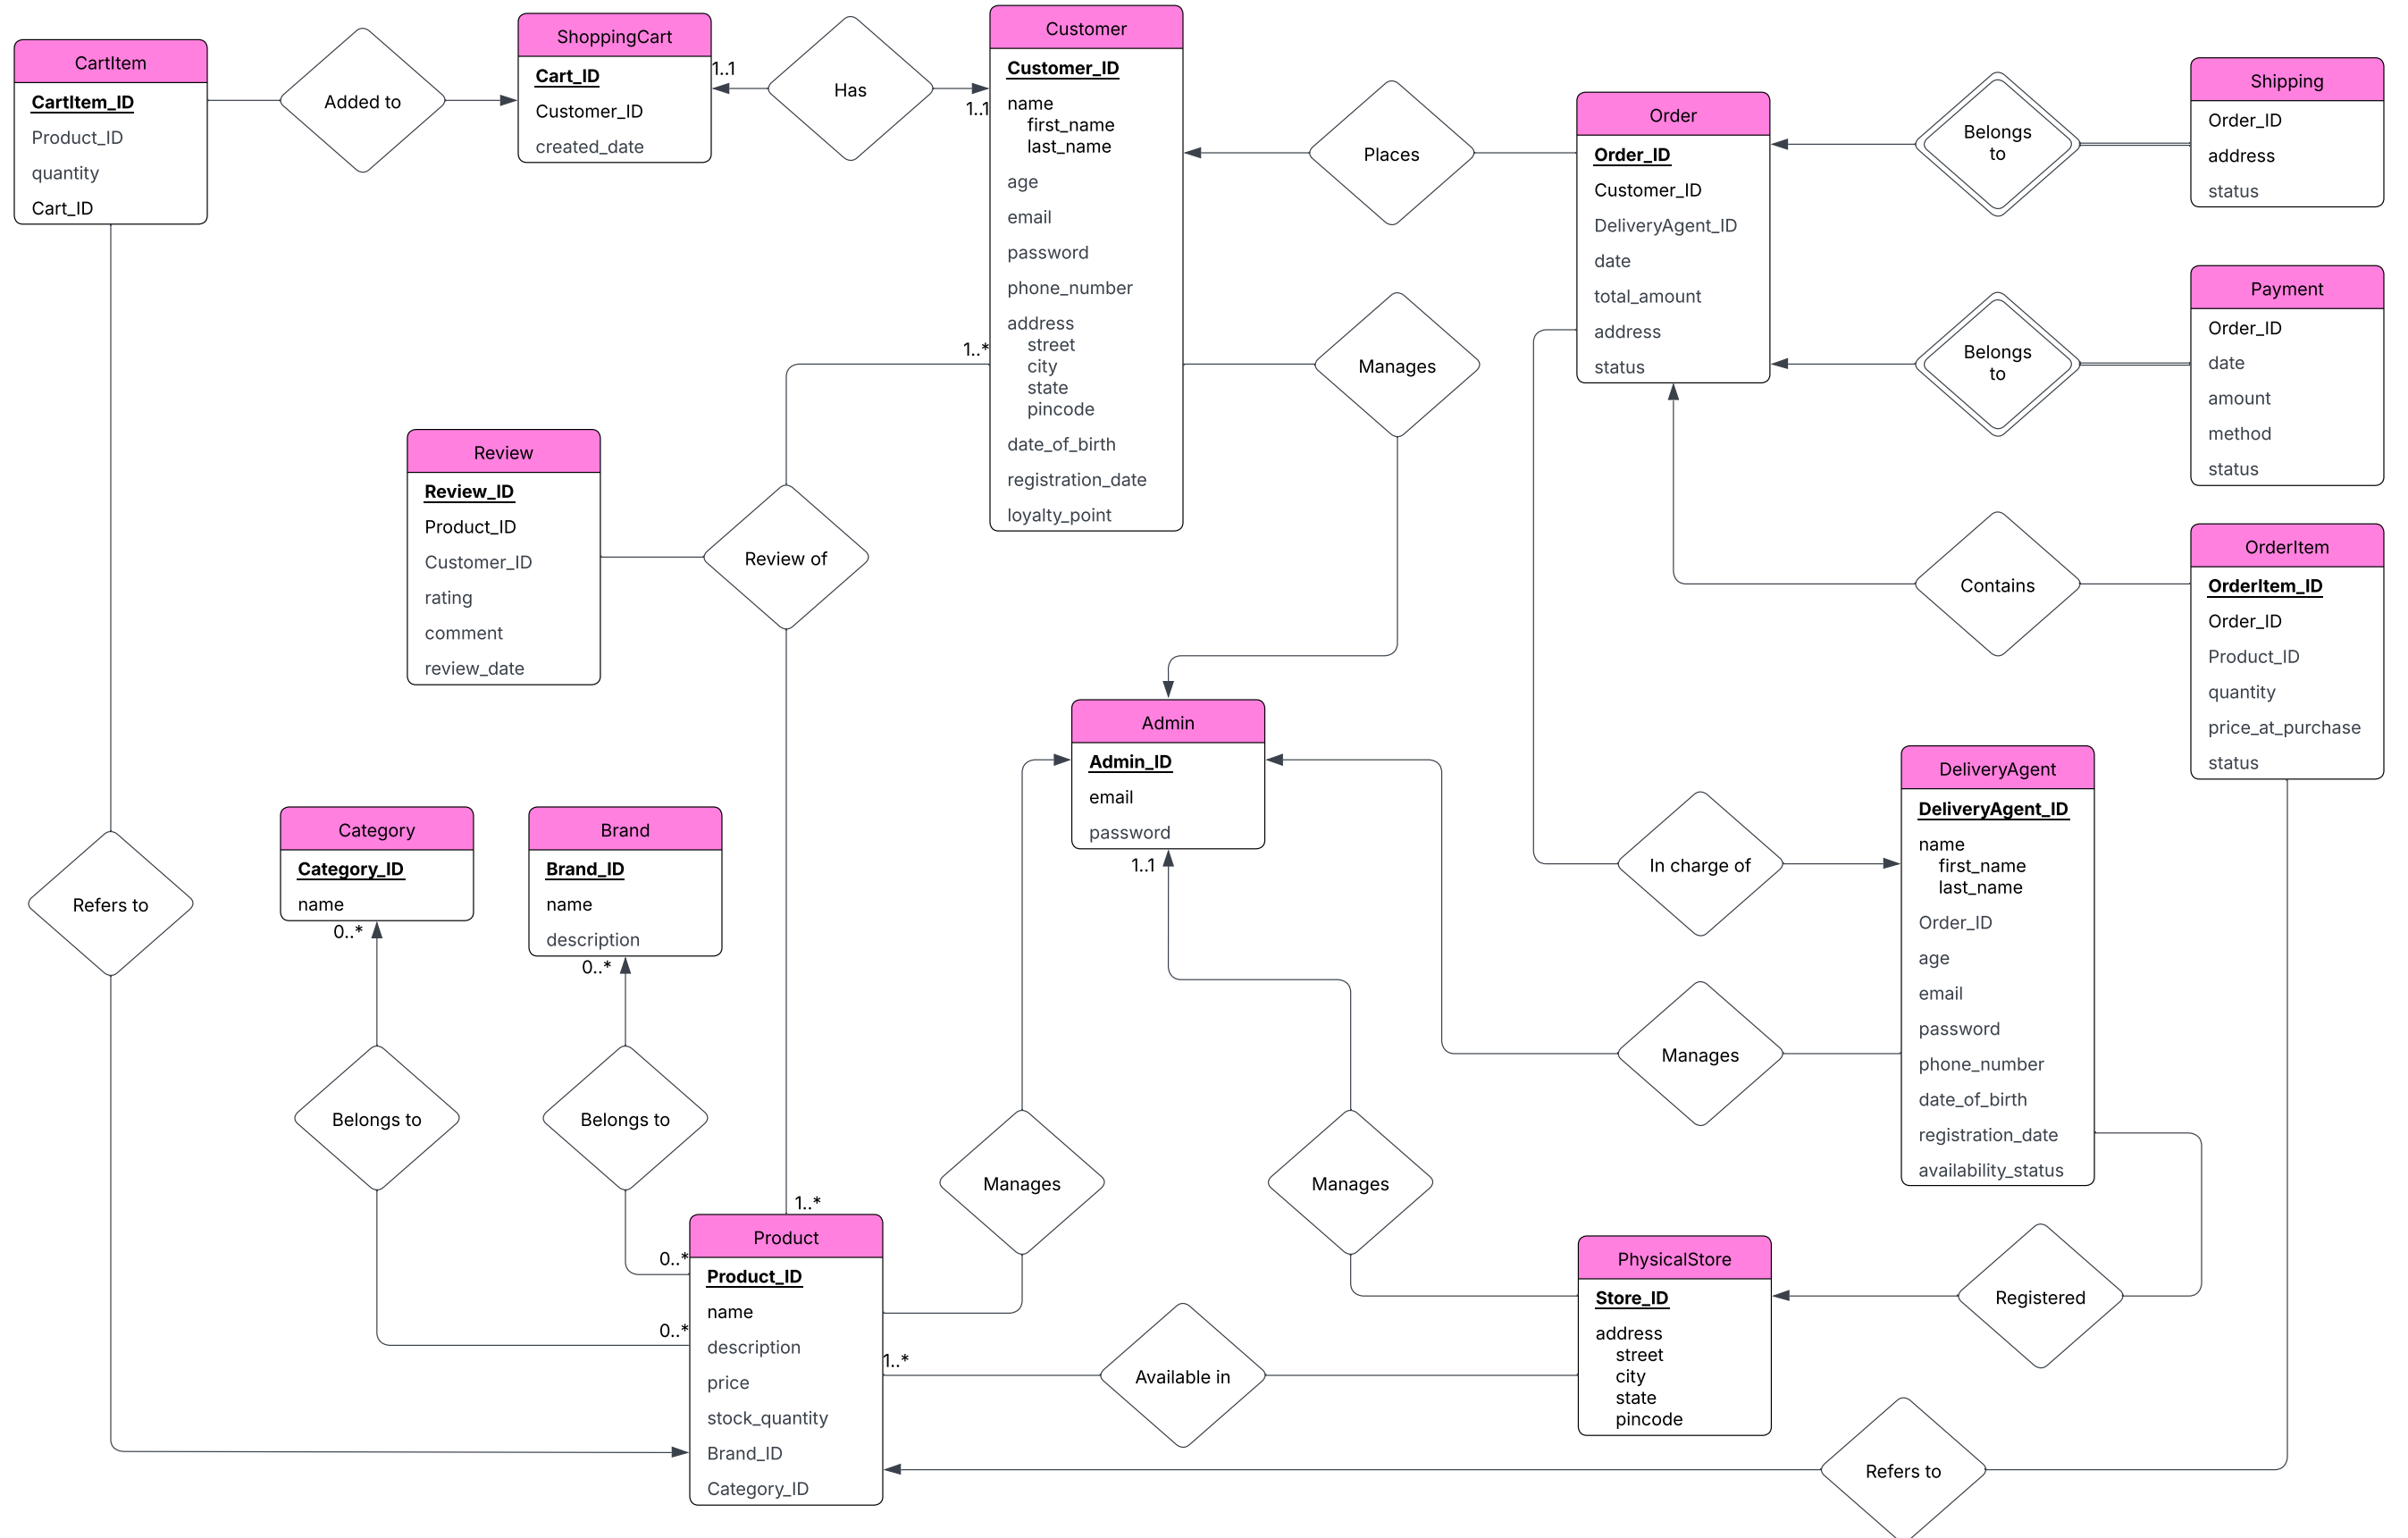 CartItem
CartItem_ID
Product_ID
quantity
Cart_ID
Added to
ShoppingCart
Cart_ID
Customer_ID
created_date
1..1
Has
1..1
Customer
Customer_ID
name
first_name
last_name
age
email
password
phone_number
address
street
city
state
pincode
date_of_birth
registration_date
loyalty_point
Places
Order
Order_ID
Customer_ID
DeliveryAgent_ID
date
total_amount
address
status
Belongs
to
Shipping
Order_ID
address
status
Belongs
to
Payment
Order_ID
date
amount
method
status
Manages
1..*
Review
Review_ID
Product_ID
Customer_ID
rating
comment
review_date
Review of
Contains
OrderItem
OrderItem_ID
Order_ID
Product_ID
quantity
price_at_purchase
status
Admin
Admin_ID
email
password
1..1
In charge of
DeliveryAgent
DeliveryAgent_ID
name
first_name
last_name
Order_ID
age
email
password
phone_number
date_of_birth
registration_date
availability_status
Refers to
Category
Category_ID
name
0..*
Brand
Brand_ID
name
description
0..*
Belongs to
Belongs to
Manages
Manages
Manages
1..*
0..*
0..*
Product
Product_ID
name
description
price
stock_quantity
Brand_ID
Category_ID
1..*
Available in
PhysicalStore
Store_ID
address
street
city
state
pincode
Registered
Refers to